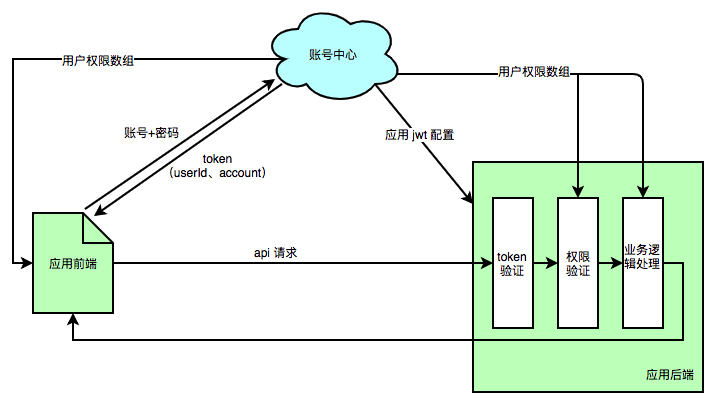 账号中心
用户权限数组
用户权限数组
账号+密码
应用 jwt 配置
token
（userId、account）
应用前端
api 请求
token
验证
权限
验证
业务逻
辑处理
应用后端